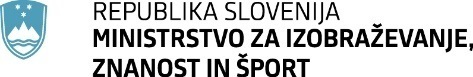 REPUBLIKA SLOVENIJA
MINISTRSTVO ZA IZOBRAŽEVANJE,
ZNANOST IN ŠPORT